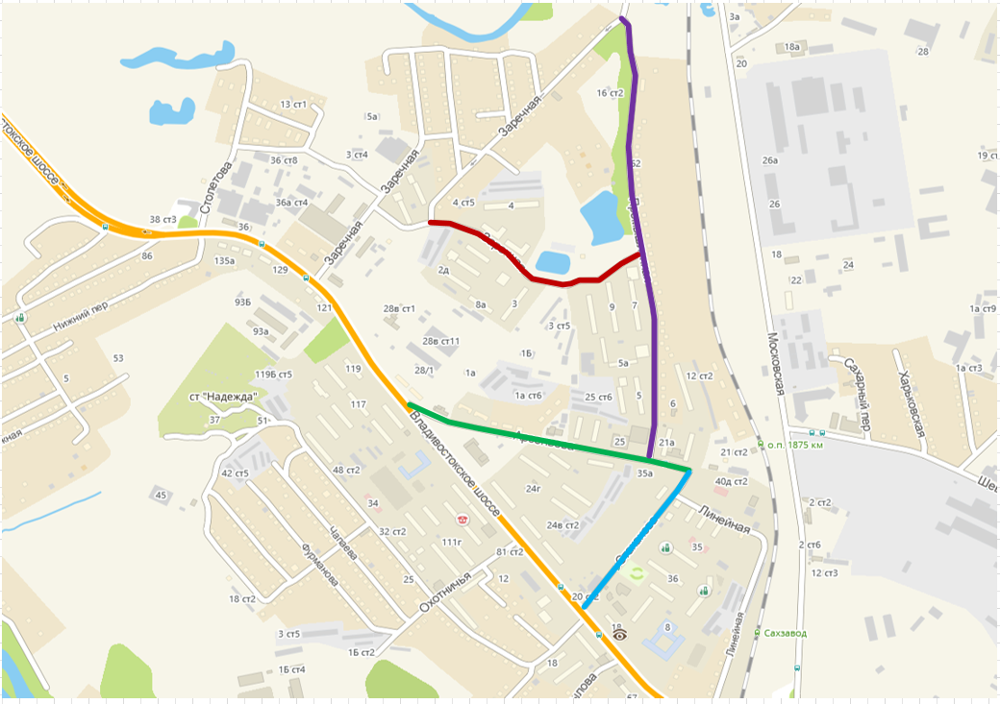 3а
18а
28
20
16 ст2
13 ст1
5а
Заречная
3 ст4
36 ст8
26а
Заречная
Столетова
36а ст4
4 ст5
4
26
38 ст3
36
Заречная
86
135а
18
24
129
2д
22
93Б
121
8а
3
9
7
28в ст1
Нижний пер
93а
3 ст5
28в ст11
1Б
Московская
53
119
28/1
1а
5а
12 ст2
119Б ст5
5
117
1а ст6
25 ст6
5
6
ст "Надежда"
Сахарный пер
Харьковская
1а ст3
37
51
Владивостокское шоссе
25
21а
о.п. 1875 км
21 ст2
42 ст5
48 ст2
35а
40д ст2
45
24г
34
2 ст2
Линейная
24в ст2
32 ст2
Чапаева
111г
35
2 ст6
81 ст2
Фурманова
25
12
36
12 ст3
18 ст2
Охотничья
20 ст2
3 ст5
18
8
Сахзавод
1Б ст2
Линейная
1Б ст4
18
67